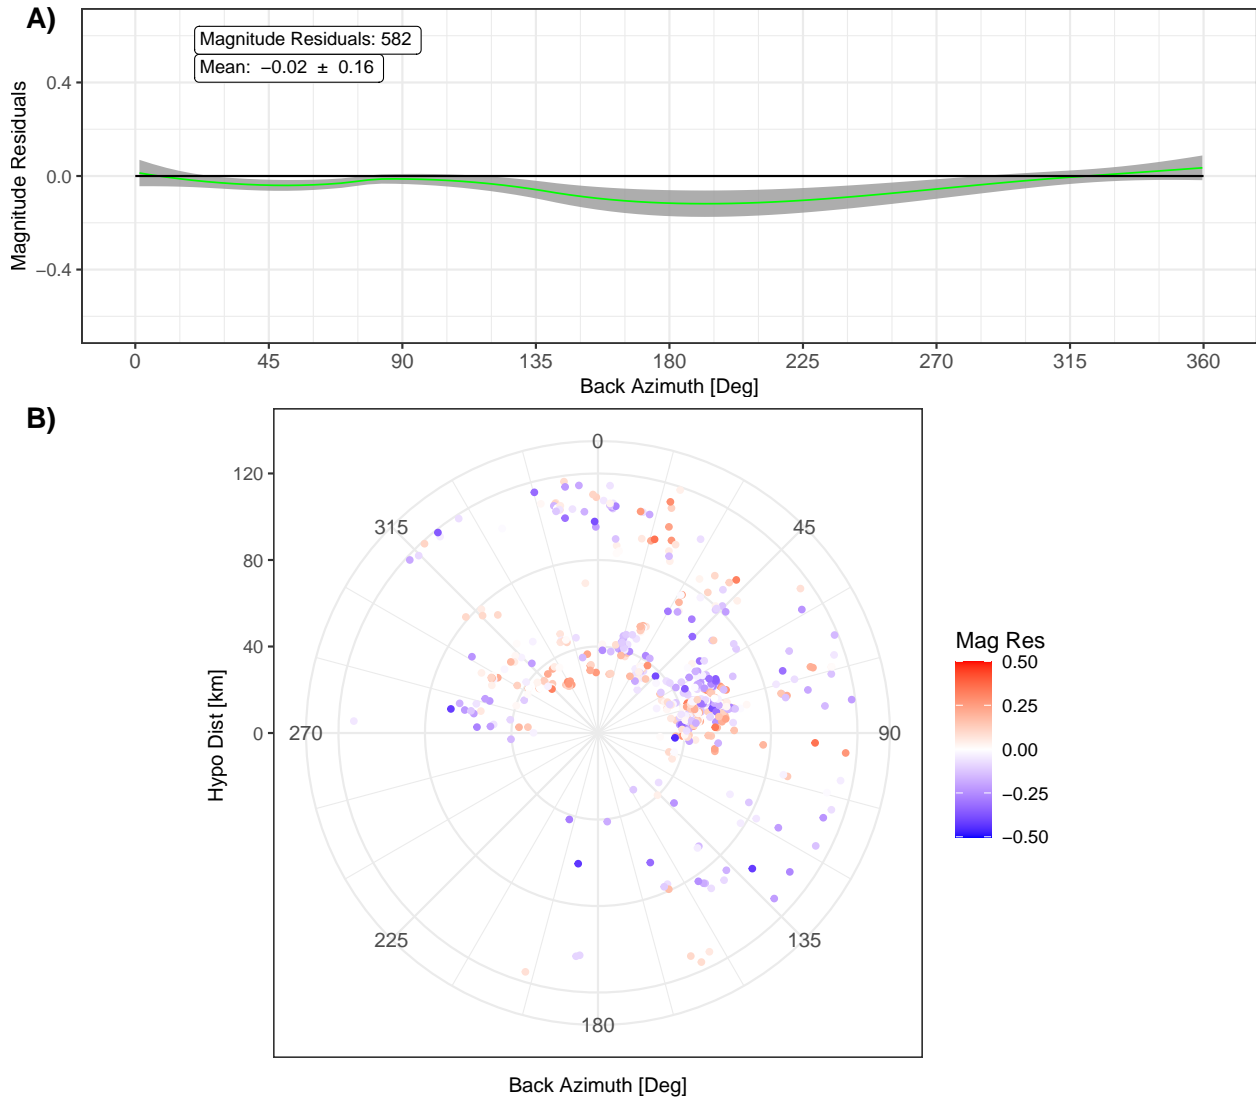 A)
Magnitude Residuals: 582
Mean: −0.02 ± 0.16
Magnitude Residuals
0.4
0.0
−0.4
0 45 90 135 180 225 270 315 360
Back Azimuth [Deg]
B)
Hypo Dist [km]
120
80
40
0
0
45
90
135
180
225
270
315
Back Azimuth [Deg]
Mag Res
0.50
0.25
0.00
−0.25
−0.50